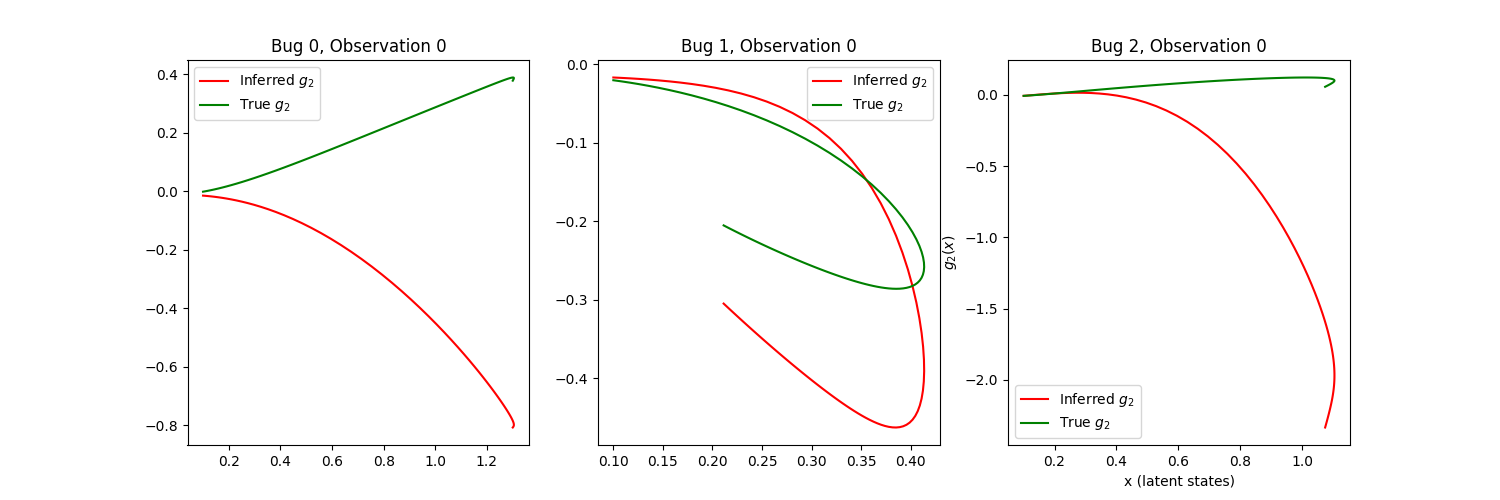 Bug 0, Observation 0
Inferred g₂
True g₂
0.4
0.2
0.0
−0.2
−0.4
−0.6
−0.8
0.2 0.4 0.6 0.8 1.0 1.2
Bug 1, Observation 0
Inferred g₂
True g₂
0.0
−0.1
−0.2
−0.3
−0.4
0.10 0.15 0.20 0.25 0.30 0.35 0.40
Bug 2, Observation 0
g₂(x)
0.0
−0.5
−1.0
−1.5
−2.0
Inferred g₂
True g₂
0.2 0.4 0.6 0.8 1.0
x (latent states)